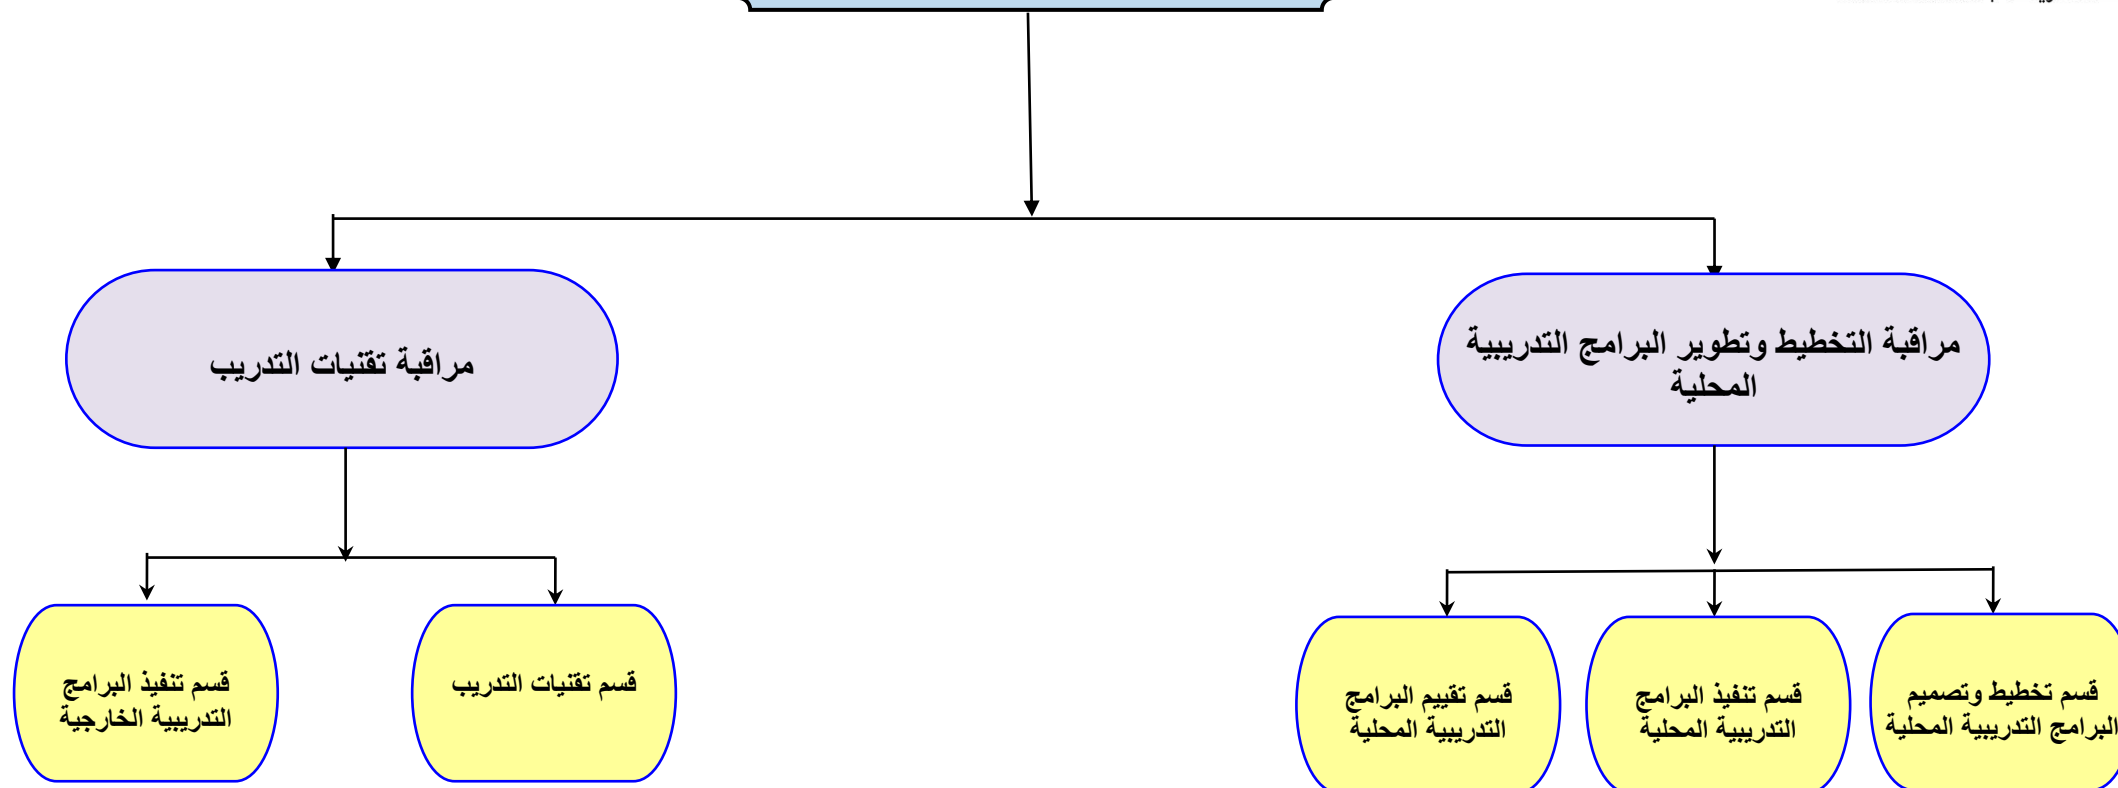 مراقبة التخطيط وتطوير البرامج التدريبية
المحلية
مراقبة تقنيات التدريب
قسم تخطيط وتصميم
البرامج التدريبية المحلية
قسم تنفيذ البرامج
التدريبية المحلية
قسم تقييم البرامج
التدريبية المحلية
قسم تقنيات التدريب
قسم تنفيذ البرامج
التدريبية الخارجية